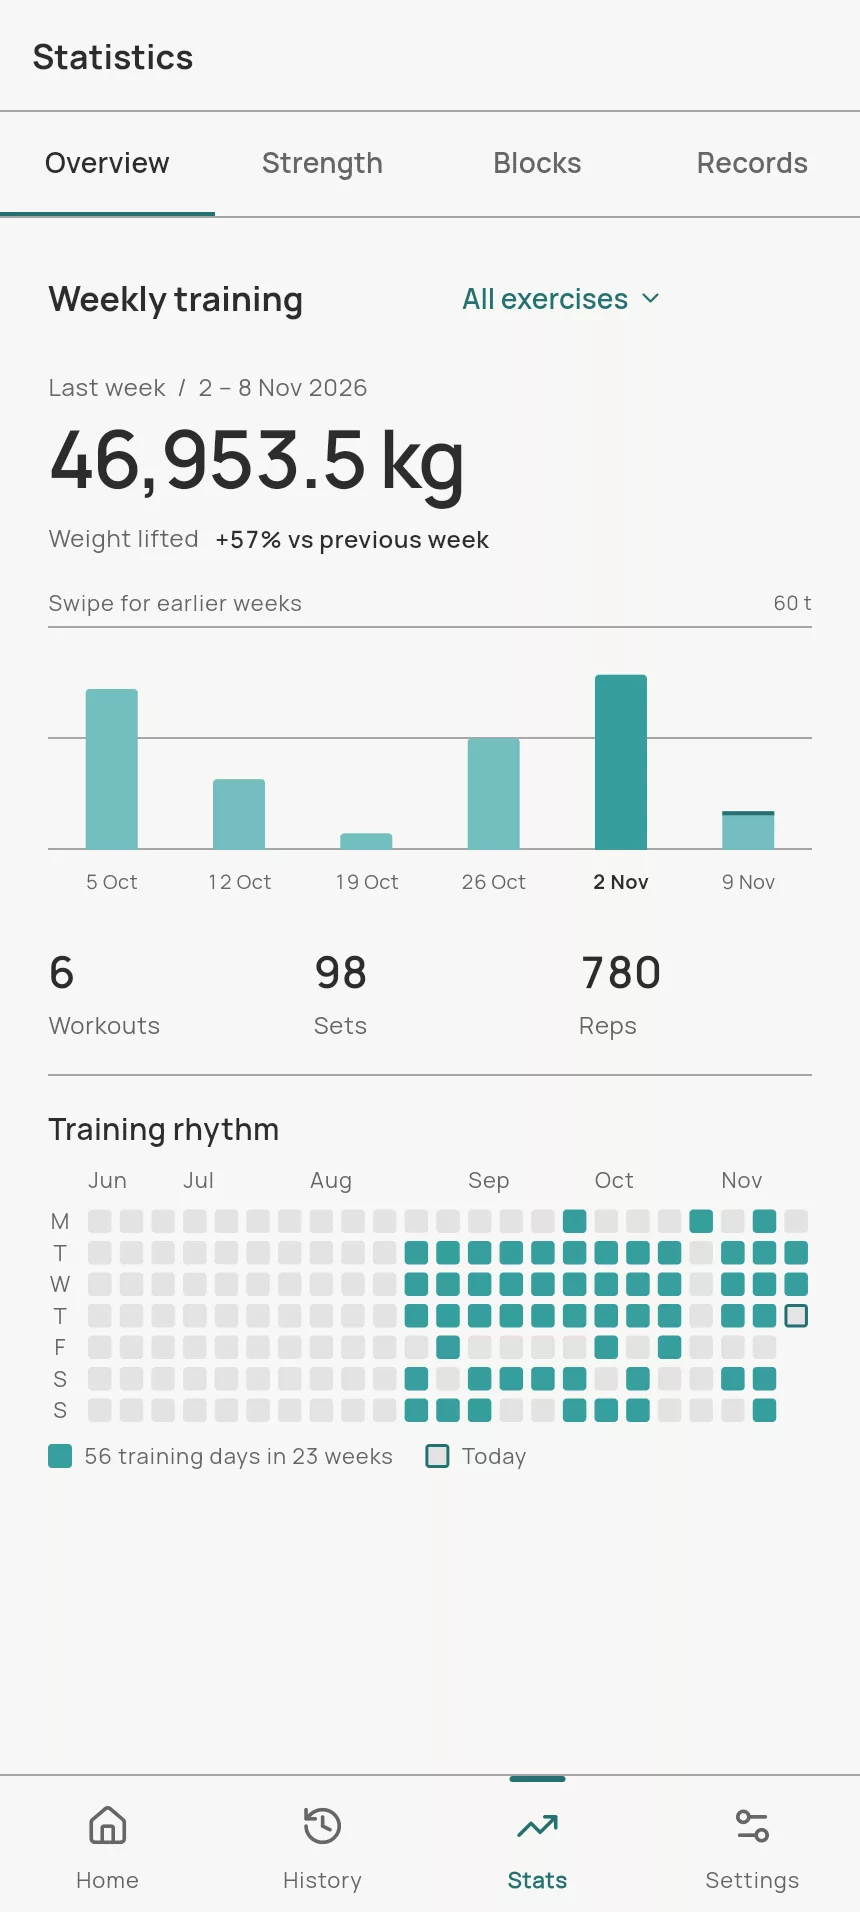 Statistics
Overview Strength Blocks Records
Weekly training All exercises
Last week / 2 – 8 Nov 2026
46,953.5 kg
Weight lifted +57% vs previous week
Swipe for earlier weeks 60 t
5 Oct 12 Oct 19 Oct 26 Oct 2 Nov 9 Nov
6 98 780
Workouts Sets Reps
Training rhythm
Jun Jul Aug Sep Oct Nov
M
T
W
T
F
S
S
56 training days in 23 weeks Today
Home History Stats Settings